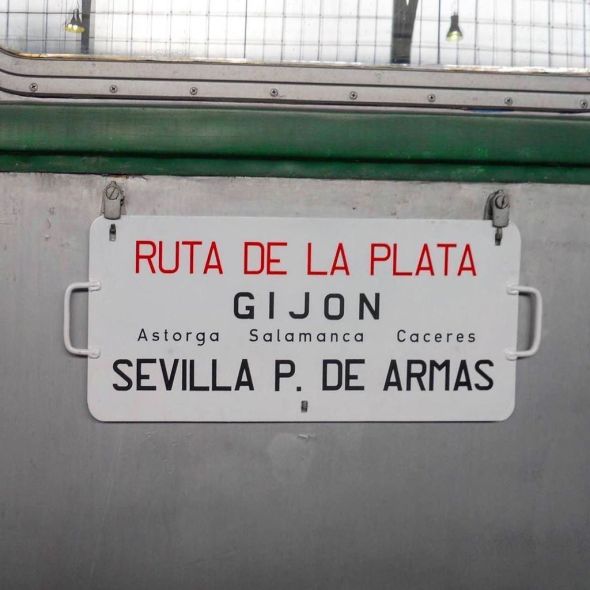 RUTA DE LA PLATA
GIJON
Astorga Salamanca Caceres
SEVILLA P. DE ARMAS